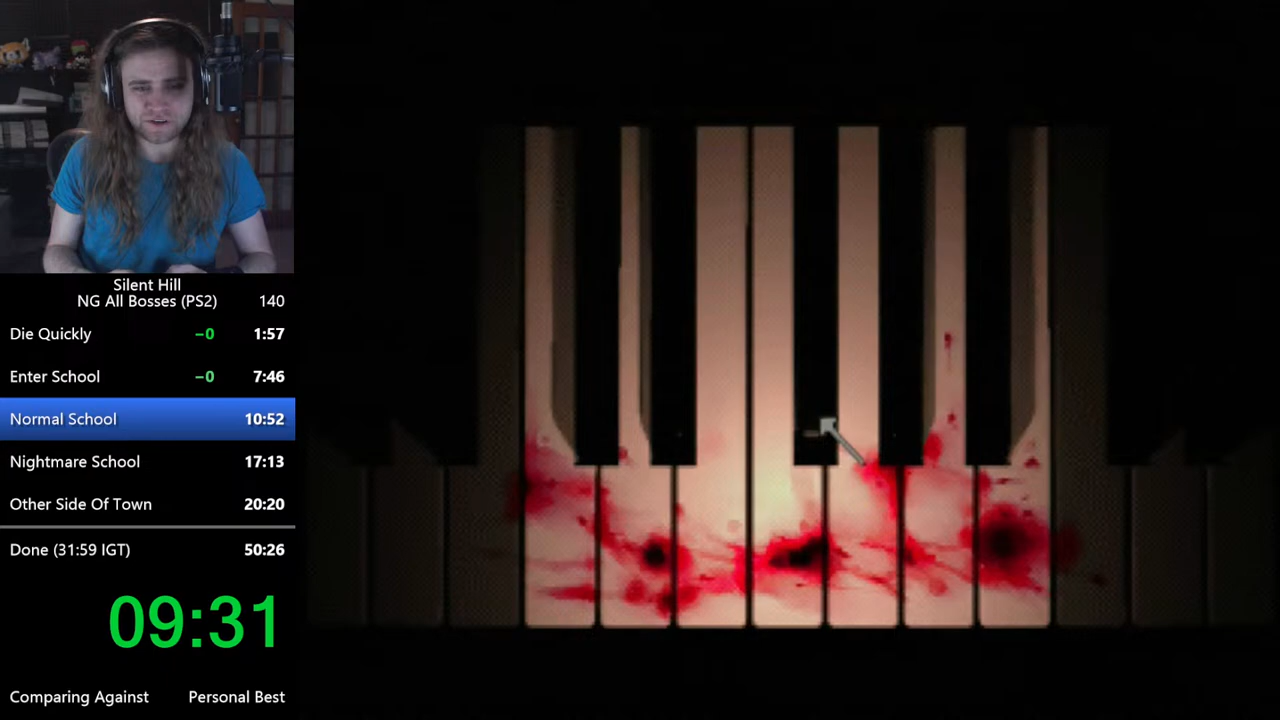 Silent Hill
NG All Bosses (PS2) 140
Die Quickly −0 1:57
Enter School −0 7:46
Normal School 10:52
Nightmare School 17:13
Other Side Of Town 20:20
Done (31:59 IGT) 50:26
09:31
Comparing Against Personal Best